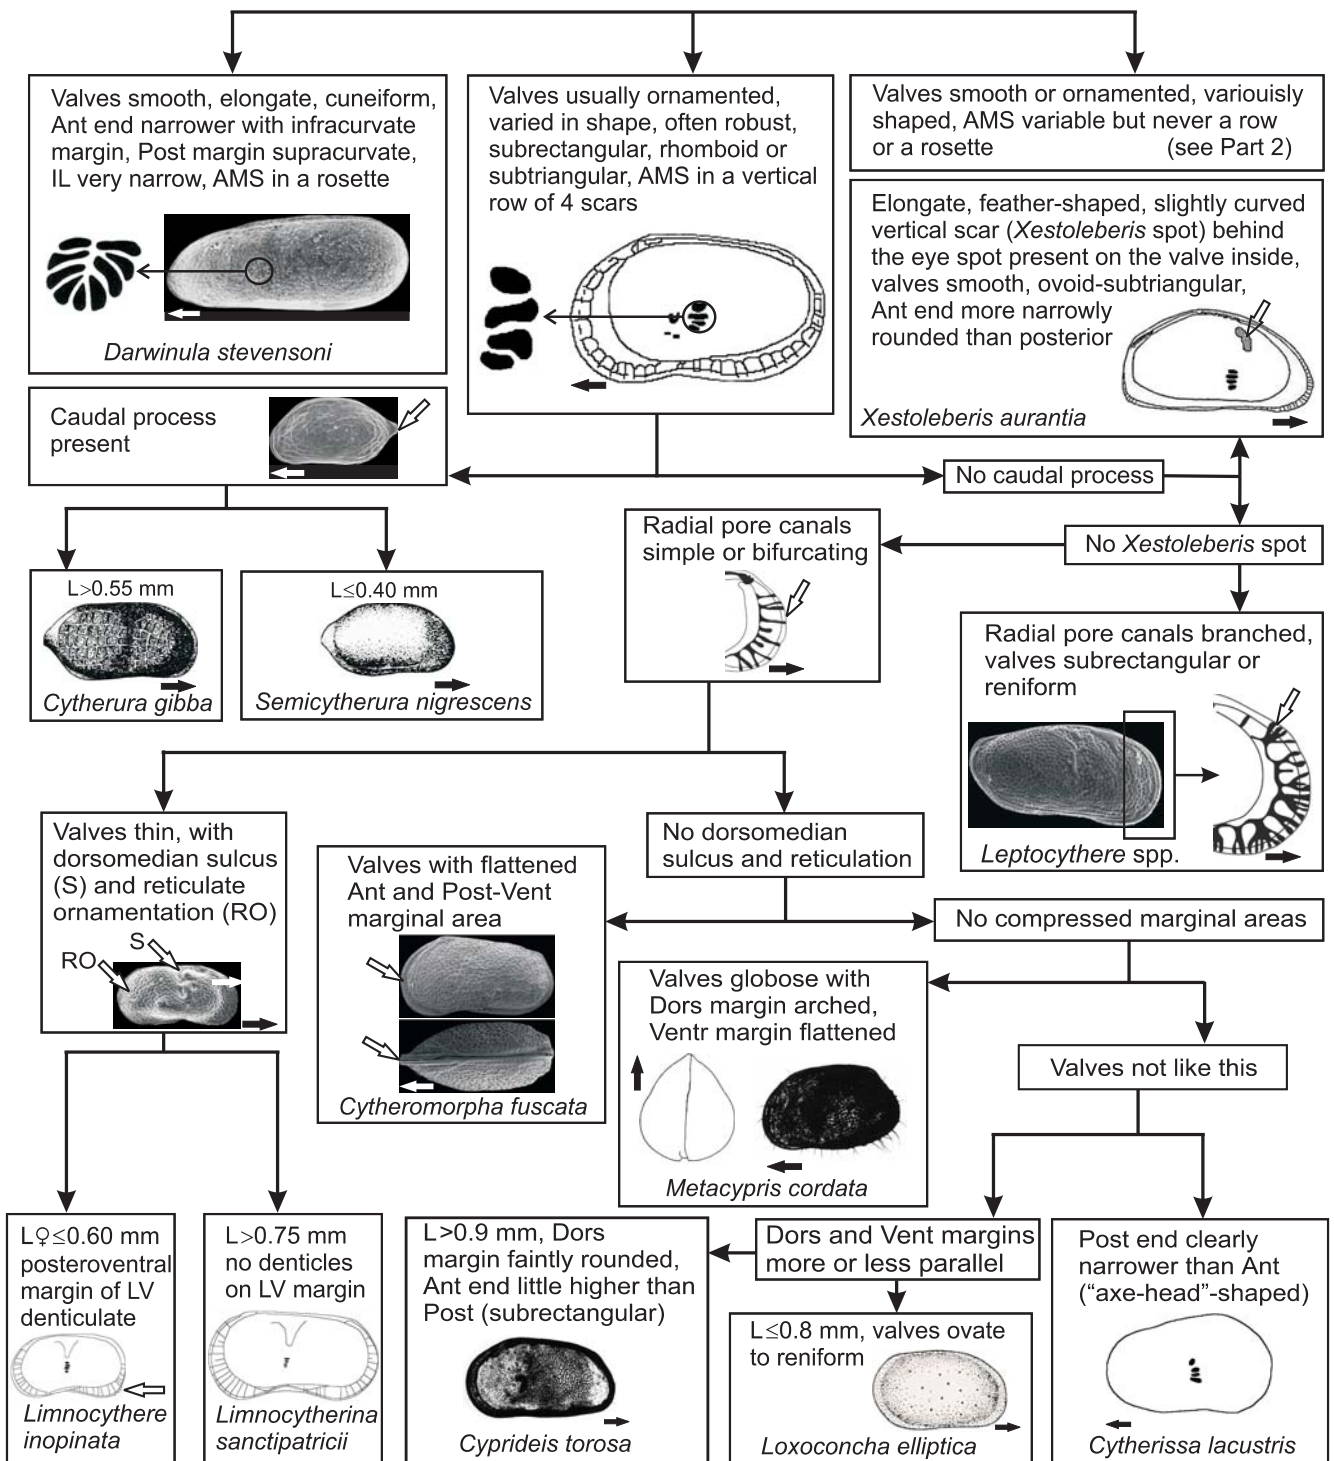 Valves smooth, elongate, cuneiform,
Ant end narrower with infracurvate
margin, Post margin supracurvate,
IL very narrow, AMS in a rosette
Darwinula stevensoni
Valves usually ornamented,
varied in shape, often robust,
subrectangular, rhomboid or
subtriangular, AMS in a vertical
row of 4 scars
Valves smooth or ornamented, variously
shaped, AMS variable but never a row
or a rosette (see Part 2)
Elongate, feather-shaped, slightly curved
vertical scar (Xestoleberis spot) behind
the eye spot present on the valve inside,
valves smooth, ovoid-subtriangular,
Ant end more narrowly
rounded than posterior
Xestoleberis aurantia
Caudal process
present
No caudal process
L>0.55 mm
Cytherura gibba
L≤0.40 mm
Semicytherura nigrescens
Radial pore canals
simple or bifurcating
No Xestoleberis spot
Radial pore canals branched,
valves subrectangular or
reniform
Leptocythere spp.
Valves thin, with
dorsomedian sulcus
(S) and reticulate
ornamentation (RO)
S
RO
No dorsomedian
sulcus and reticulation
Valves with flattened
Ant and Post-Vent
marginal area
Cytheromorpha fuscata
No compressed marginal areas
Valves globose with
Dors margin arched,
Ventr margin flattened
Metacypris cordata
Valves not like this
L♀≤0.60 mm
posteroventral
margin of LV
denticulate
Limnocythere
inopinata
L>0.75 mm
no denticles
on LV margin
Limnocytherina
sanctipatricii
L>0.9 mm, Dors
margin faintly rounded,
Ant end little higher than
Post (subrectangular)
Cyprideis torosa
Dors and Vent margins
more or less parallel
L≤0.8 mm, valves ovate
to reniform
Loxoconcha elliptica
Post end clearly
narrower than Ant
(“axe-head”-shaped)
Cytherissa lacustris